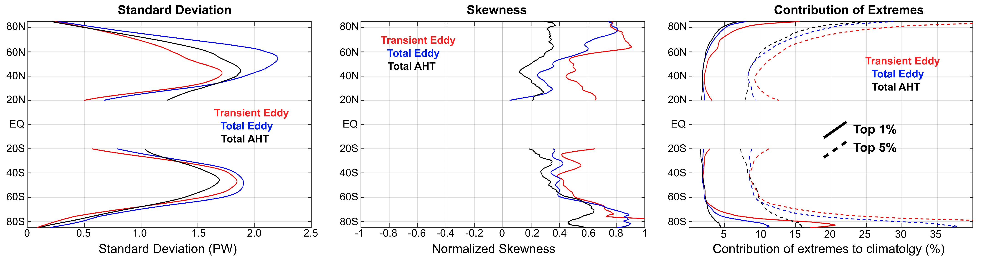 Standard Deviation
80N
60N
40N
20N
EQ
20S
40S
60S
80S
Transient Eddy
Total Eddy
Total AHT
0 0.5 1.0 1.5 2.0 2.5
Standard Deviation (PW)
Skewness
80N
60N
40N
20N
EQ
20S
40S
60S
80S
Transient Eddy
Total Eddy
Total AHT
-1 -0.8 -0.6 -0.4 -0.2 0 0.2 0.4 0.6 0.8 1
Normalized Skewness
Contribution of Extremes
80N
60N
40N
20N
EQ
20S
40S
60S
80S
Transient Eddy
Total Eddy
Total AHT
Top 1%
Top 5%
5 10 15 20 25 30 35
Contribution of extremes to climatolgy (%)